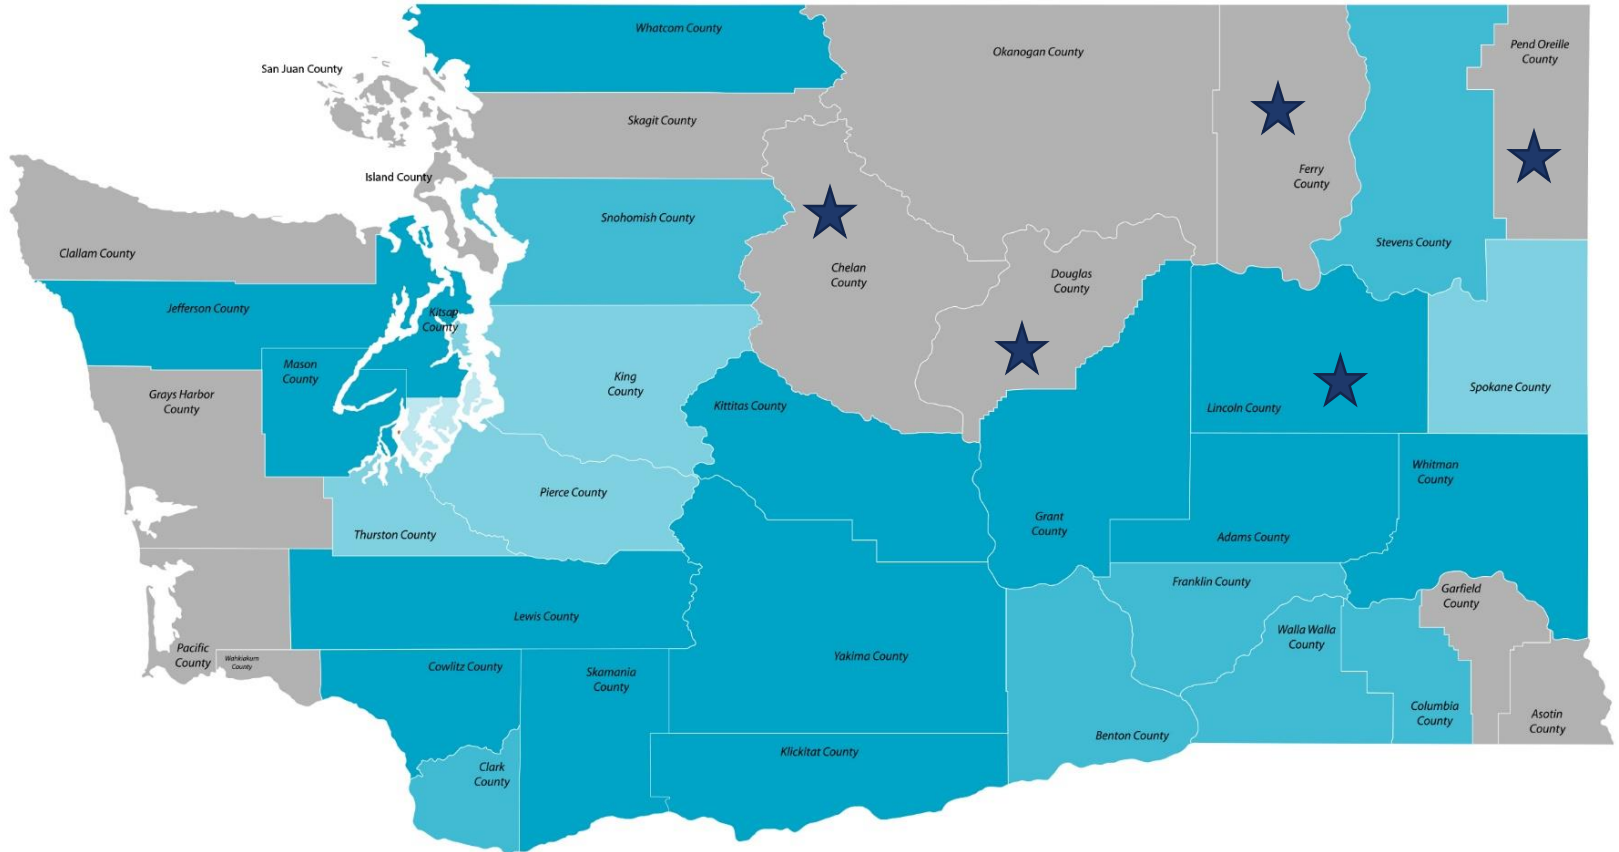 Whatcom County
Okanogan County
Pend Oreille
County
San Juan County
Skagit County
Island County
Ferry
County
Snohomish County
Stevens County
Clallam County
Chelan
County
Douglas
County
Jefferson County
Kitsap
County
Mason
County
King
County
Spokane County
Grays Harbor
County
Kittitas County
Lincoln County
Whitman
County
Pierce County
Grant
County
Thurston County
Adams County
Franklin County
Garfield
County
Lewis County
Walla Walla
County
Pacific
County
Wahkiakum
County
Yakima County
Cowlitz County
Skamania
County
Columbia
County
Asotin
County
Benton County
Klickitat County
Clark
County